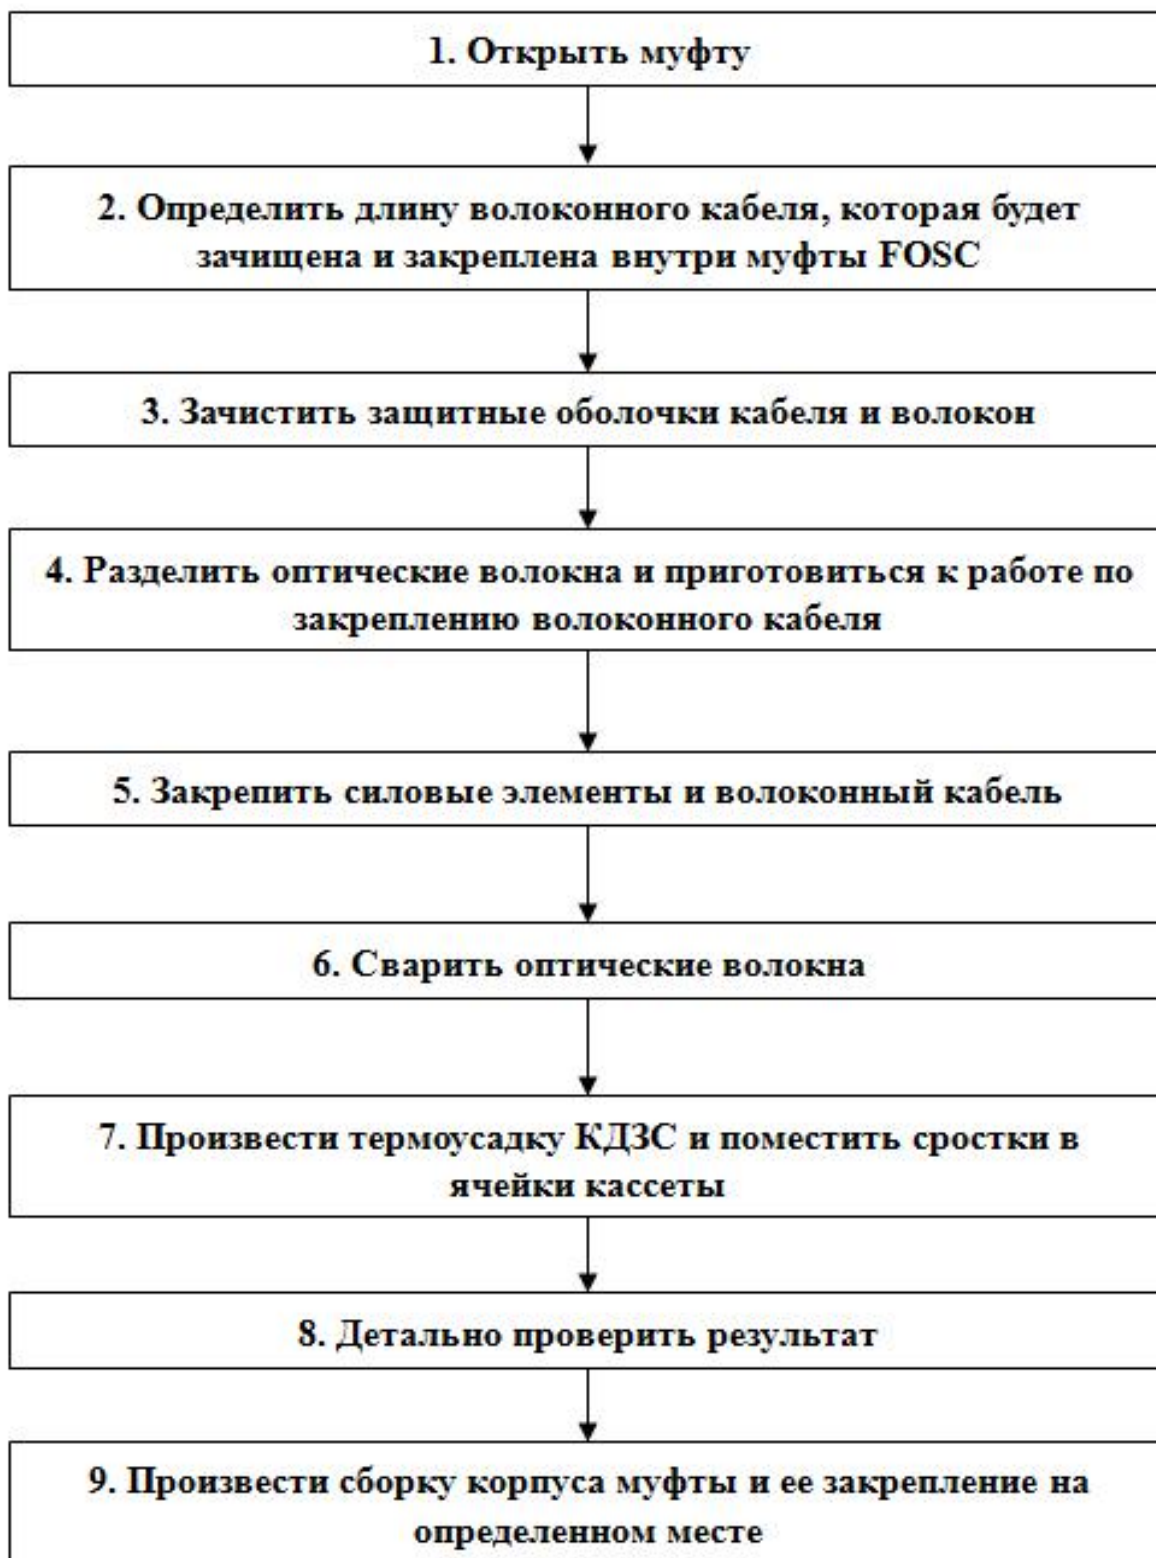 1. Открыть муфту
2. Определить длину волоконного кабеля, которая будет
зачищена и закреплена внутри муфты FOSC
3. Зачистить защитные оболочки кабеля и волокон
4. Разделить оптические волокна и приготовиться к работе по
закреплению волоконного кабеля
5. Закрепить силовые элементы и волоконный кабель
6. Сварить оптические волокна
7. Произвести термоусадку КДЗС и поместить сростки в
ячейки кассеты
8. Детально проверить результат
9. Произвести сборку корпуса муфты и ее закрепление на
определенном месте